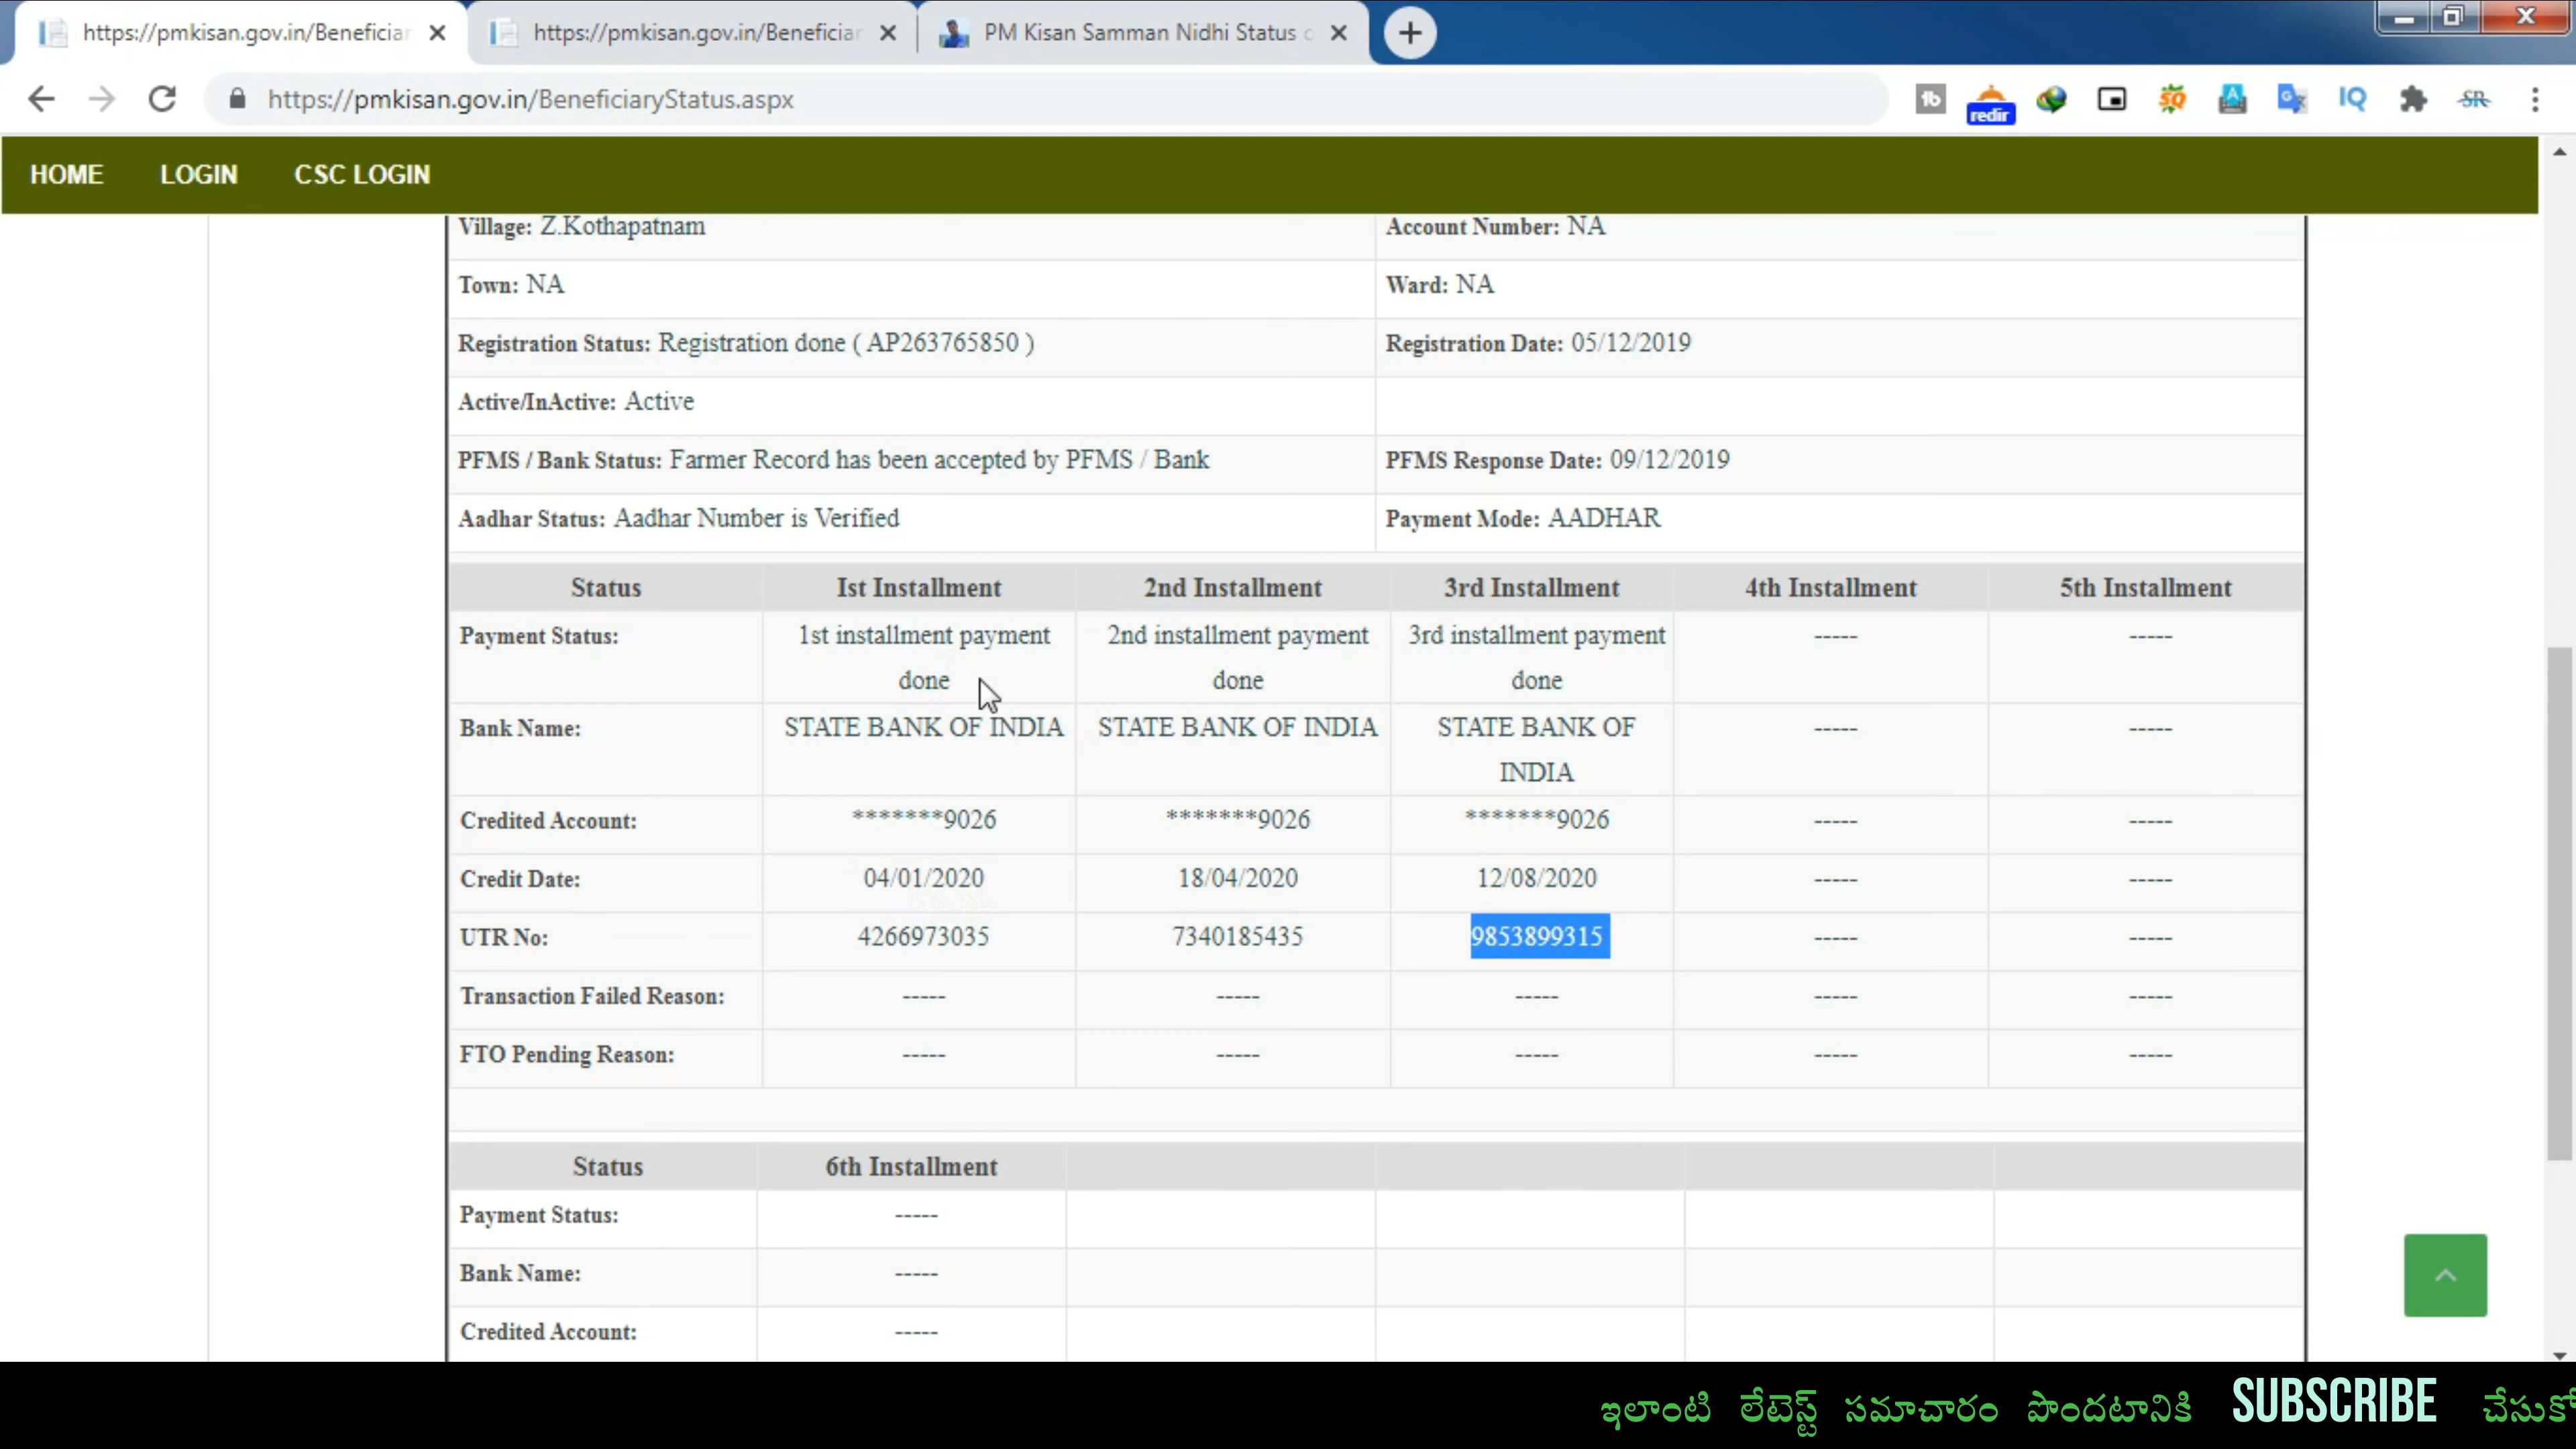 https://pmkisan.gov.in/Beneficiar https://pmkisan.gov.in/Beneficiar PM Kisan Samman Nidhi Status
https://pmkisan.gov.in/BeneficiaryStatus.aspx
redir
HOME LOGIN CSC LOGIN
Village: Z.Kothapatnam Account Number: NA
Town: NA Ward: NA
Registration Status: Registration done ( AP263765850 ) Registration Date: 05/12/2019
Active/InActive: Active
PFMS / Bank Status: Farmer Record has been accepted by PFMS / Bank PFMS Response Date: 09/12/2019
Aadhar Status: Aadhar Number is Verified Payment Mode: AADHAR
Status Ist Installment 2nd Installment 3rd Installment 4th Installment 5th Installment
Payment Status: 1st installment payment 2nd installment payment 3rd installment payment ----- -----
done done done
Bank Name: STATE BANK OF INDIA STATE BANK OF INDIA STATE BANK OF ----- -----
INDIA
Credited Account: *******9026 *******9026 *******9026 ----- -----
Credit Date: 04/01/2020 18/04/2020 12/08/2020 ----- -----
UTR No: 4266973035 7340185435 9853899315 ----- -----
Transaction Failed Reason: ----- ----- ----- ----- -----
FTO Pending Reason: ----- ----- ----- ----- -----
Status 6th Installment
Payment Status: -----
Bank Name: -----
Credited Account: -----
ఇలాంటి లేటెస్ట్ సమాచారం పొందటానికి SUBSCRIBE చేసుకో